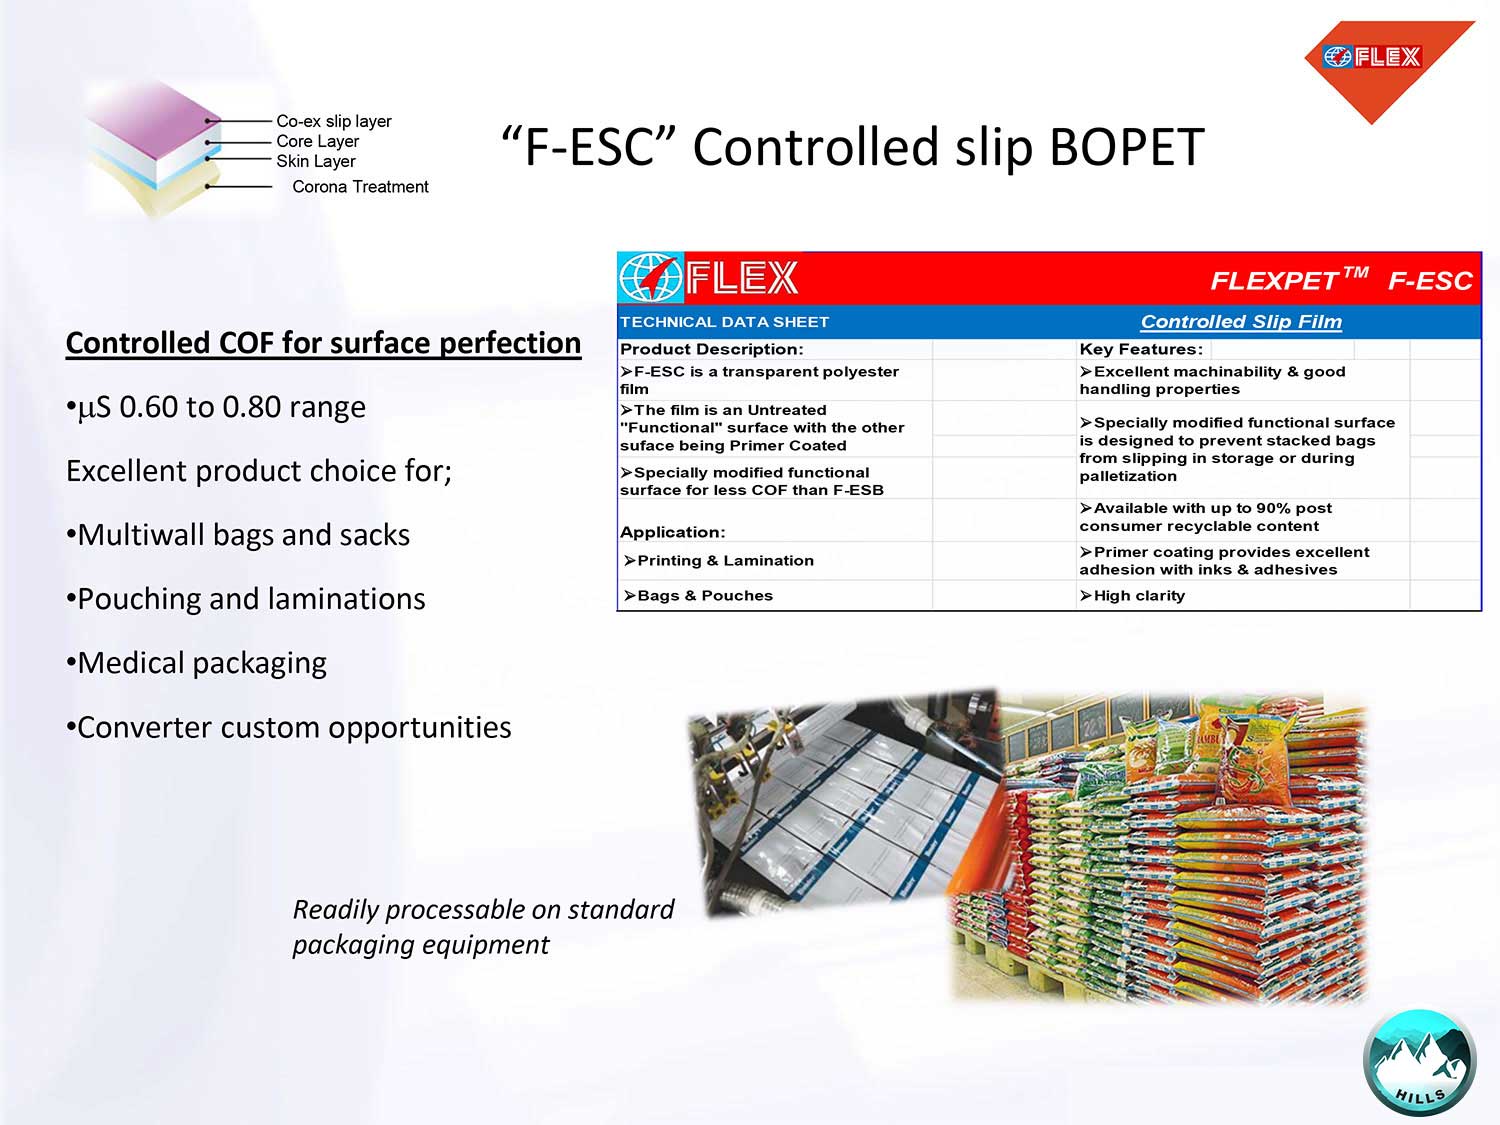 FLEX
Co-ex slip layer
Core Layer
Skin Layer
Corona Treatment
“F-ESC” Controlled slip BOPET
Controlled COF for surface perfection
•µS 0.60 to 0.80 range
Excellent product choice for;
•Multiwall bags and sacks
•Pouching and laminations
•Medical packaging
•Converter custom opportunities
Readily processable on standard
packaging equipment
FLEX
FLEXPET™ F-ESC
TECHNICAL DATA SHEET
Controlled Slip Film
Product Description:
➢F-ESC is a transparent polyester
film
➢The film is an Untreated
"Functional" surface with the other
suface being Primer Coated
➢Specially modified functional
surface for less COF than F-ESB
Application:
➢Printing & Lamination
➢Bags & Pouches
Key Features:
➢Excellent machinability & good
handling properties
➢Specially modified functional surface
is designed to prevent stacked bags
from slipping in storage or during
palletization
➢Available with up to 90% post
consumer recyclable content
➢Primer coating provides excellent
adhesion with inks & adhesives
➢High clarity
HILLS